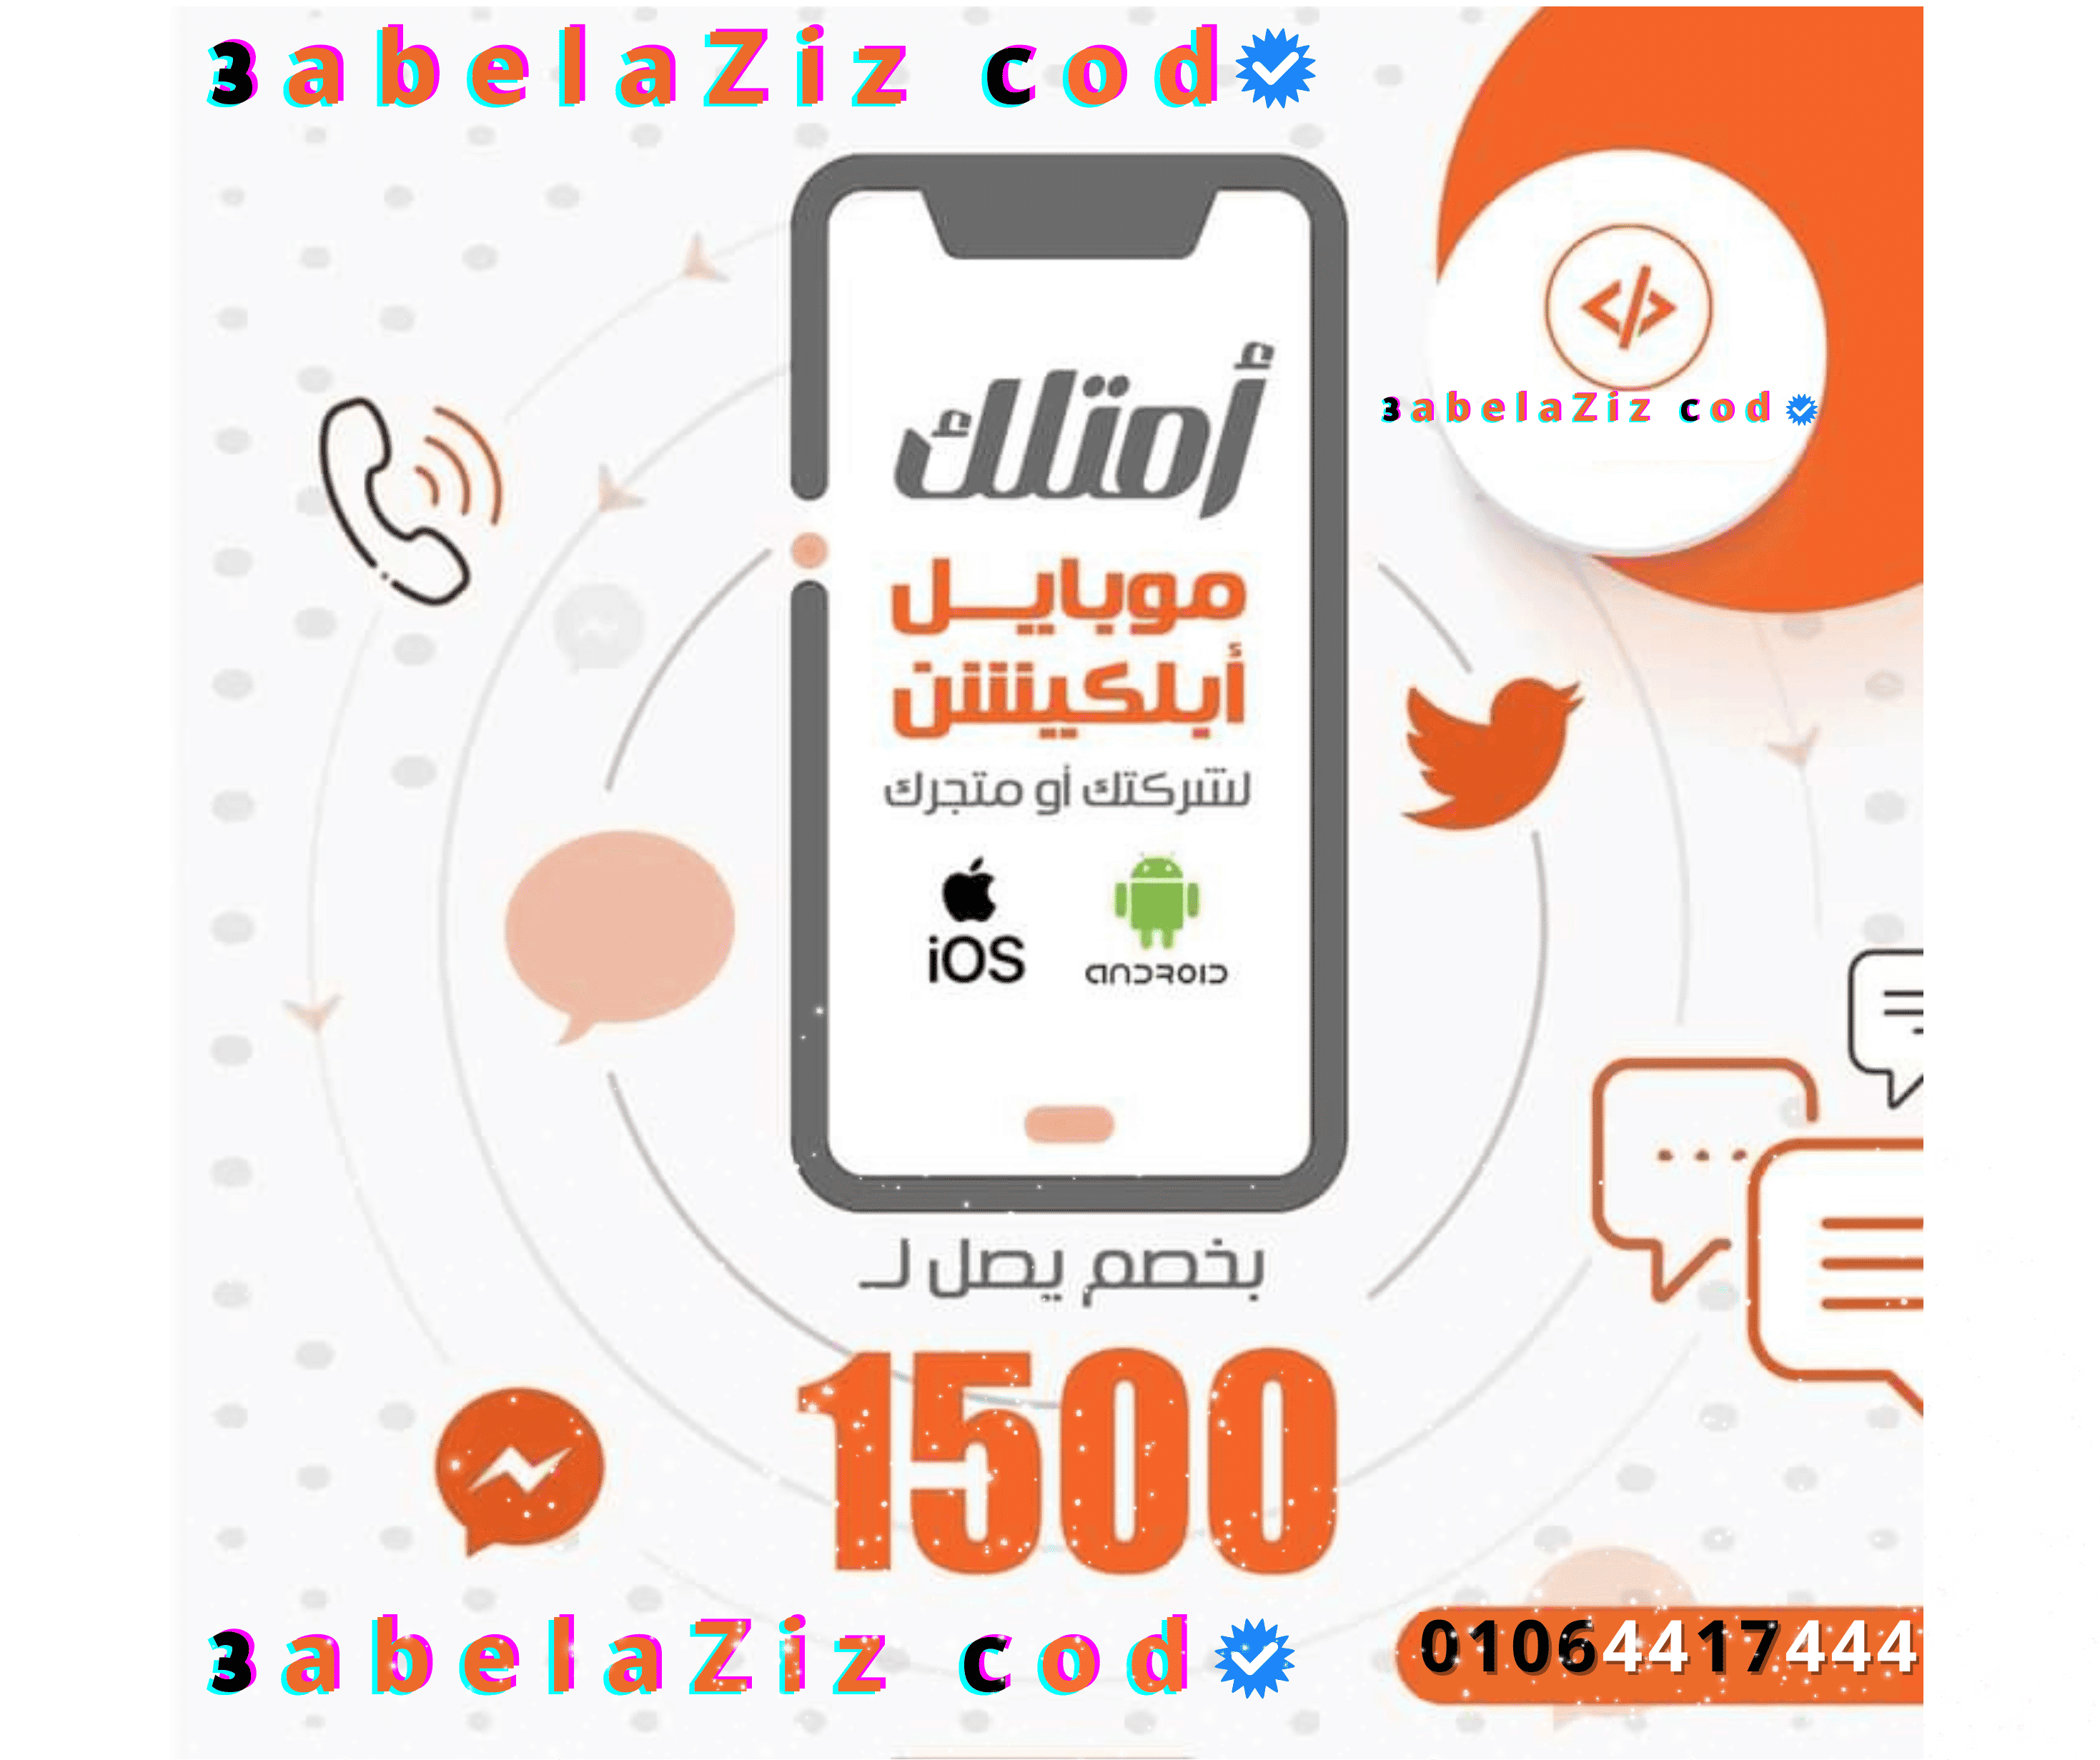 3abelaZiz cod
</>
3abelaZiz cod
أمتلك
موبايل
أبلكيشن
لشركتك أو متجرك
iOS
ANDROID
بخصم يصل لـ
1500
3abelaZiz cod
01064417444